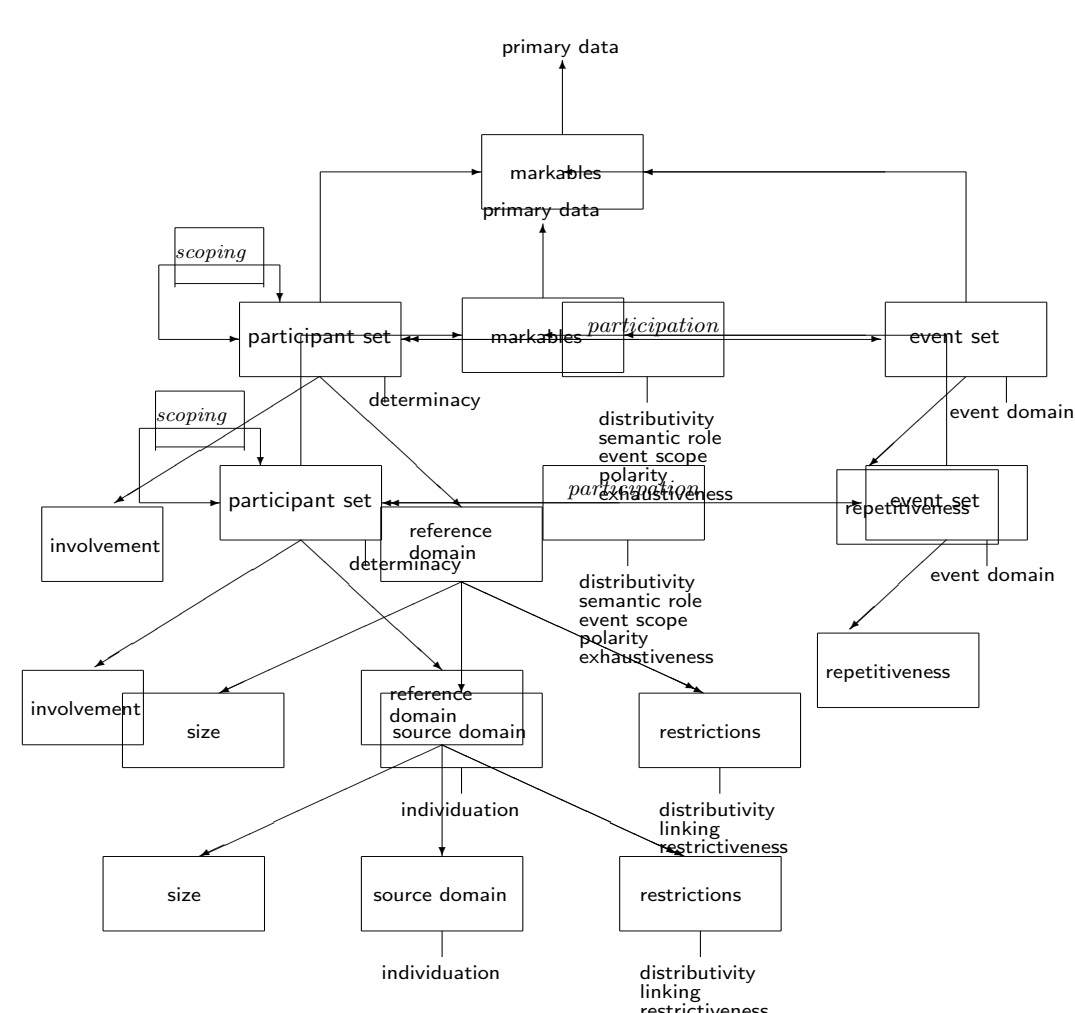 primary data
markables
primary data
scoping
participation
participant set
markables
event set
determinacy
event domain
scoping
distributivity
semantic role
event scope
polarity
exhaustiveness
participation
participant set
event set
repetitiveness
reference
domain
involvement
determinacy
event domain
distributivity
semantic role
event scope
polarity
exhaustiveness
repetitiveness
reference
domain
involvement
size
source domain
restrictions
individuation
distributivity
linking
restrictiveness
size
source domain
restrictions
individuation
distributivity
linking
restrictiveness